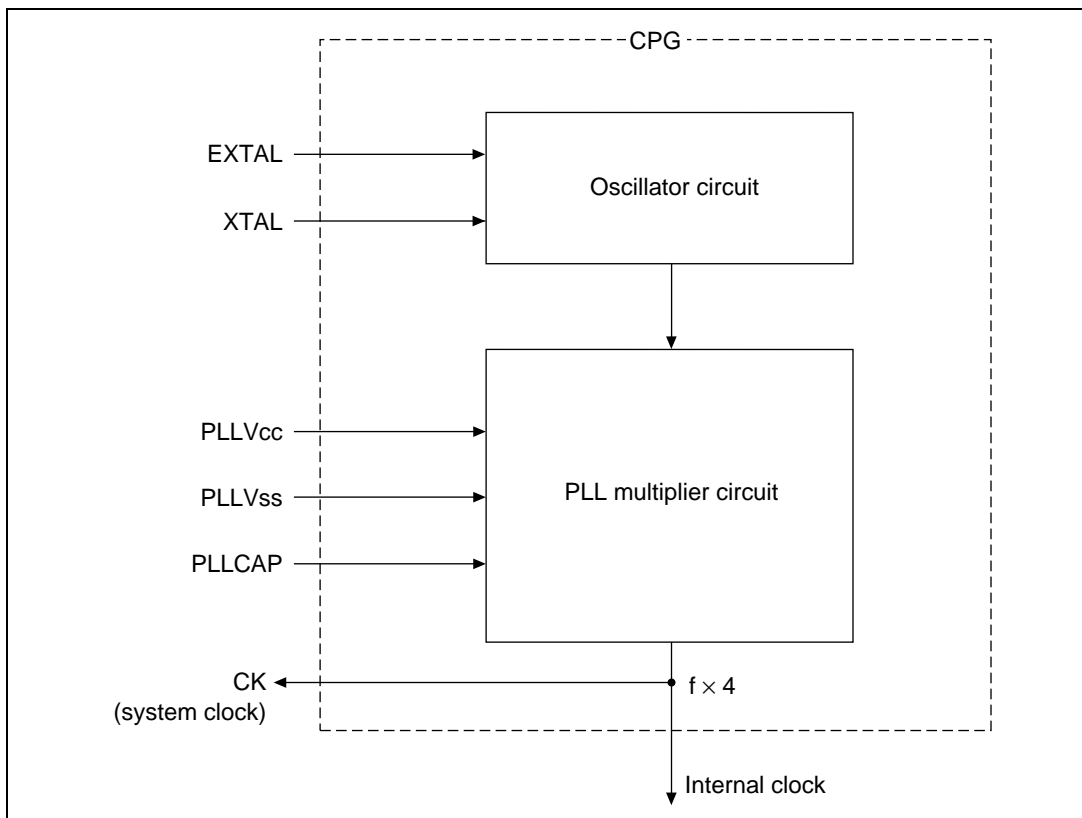 CPG
EXTAL
Oscillator circuit
XTAL
PLLVcc
PLLVss
PLL multiplier circuit
PLLCAP
CK
(system clock)
f × 4
Internal clock